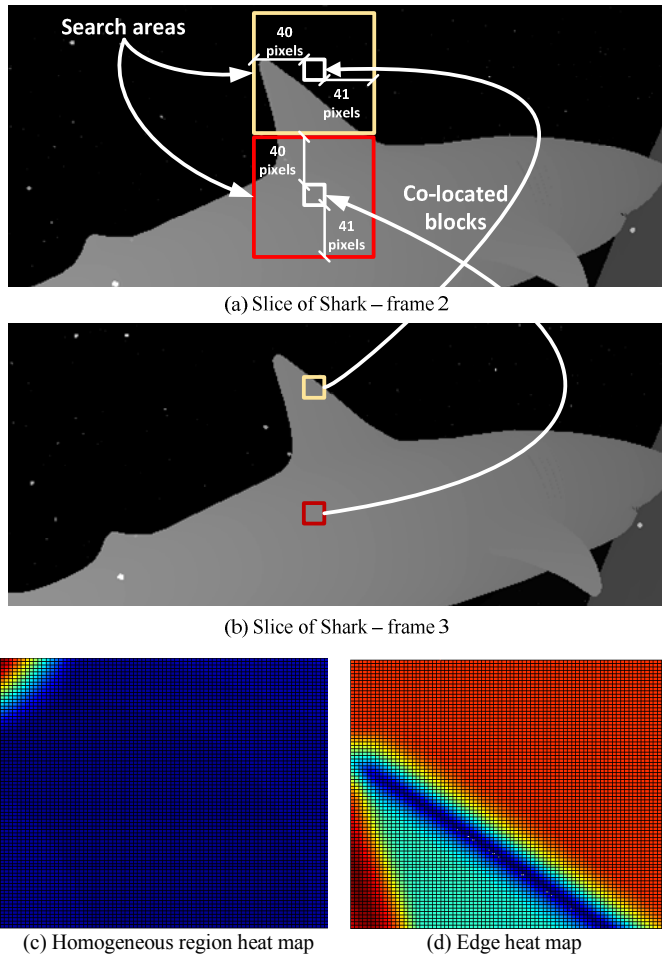 Search areas
40
pixels
41
pixels
40
pixels
41
pixels
Co-located
blocks
(a) Slice of Shark – frame 2
(b) Slice of Shark – frame 3
(c) Homogeneous region heat map
(d) Edge heat map